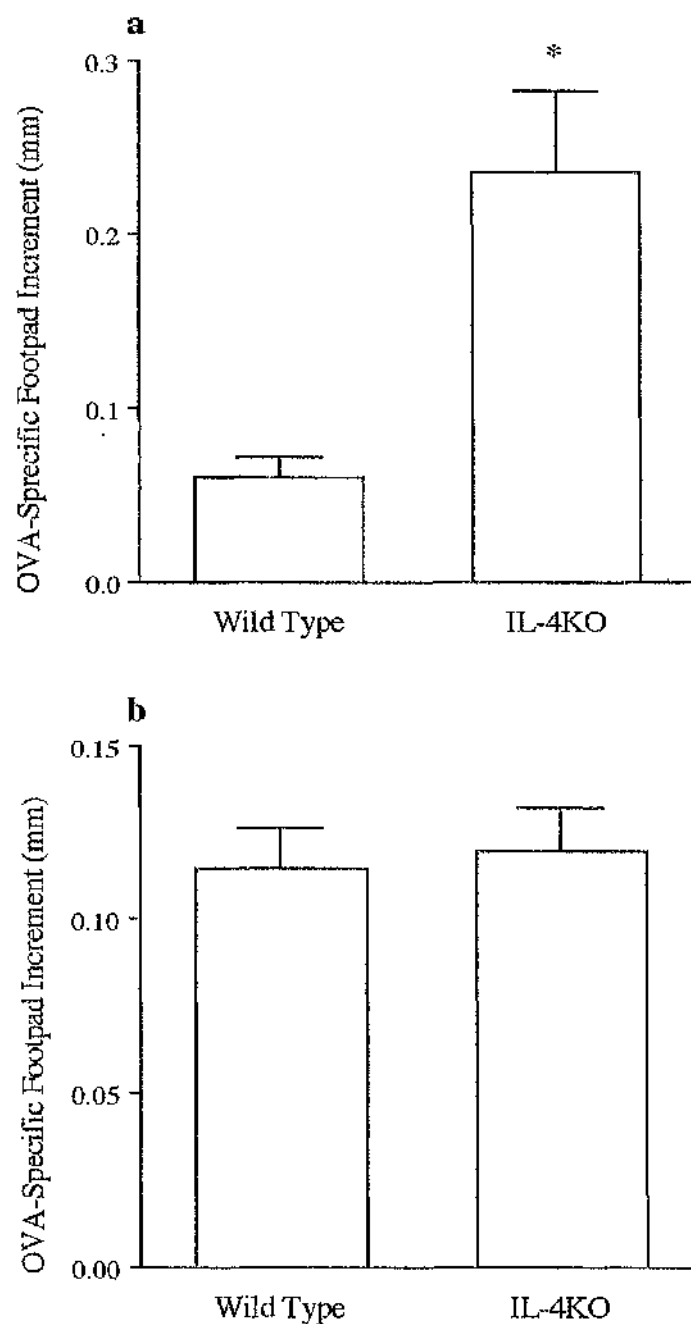 a
*
OVA-Sprecific Footpad Increment (mm)
0.3
0.2
0.1
0.0
Wild Type IL-4KO
b
OVA-Specific Footpad Increment (mm)
0.15
0.10
0.05
0.00
Wild Type IL-4KO